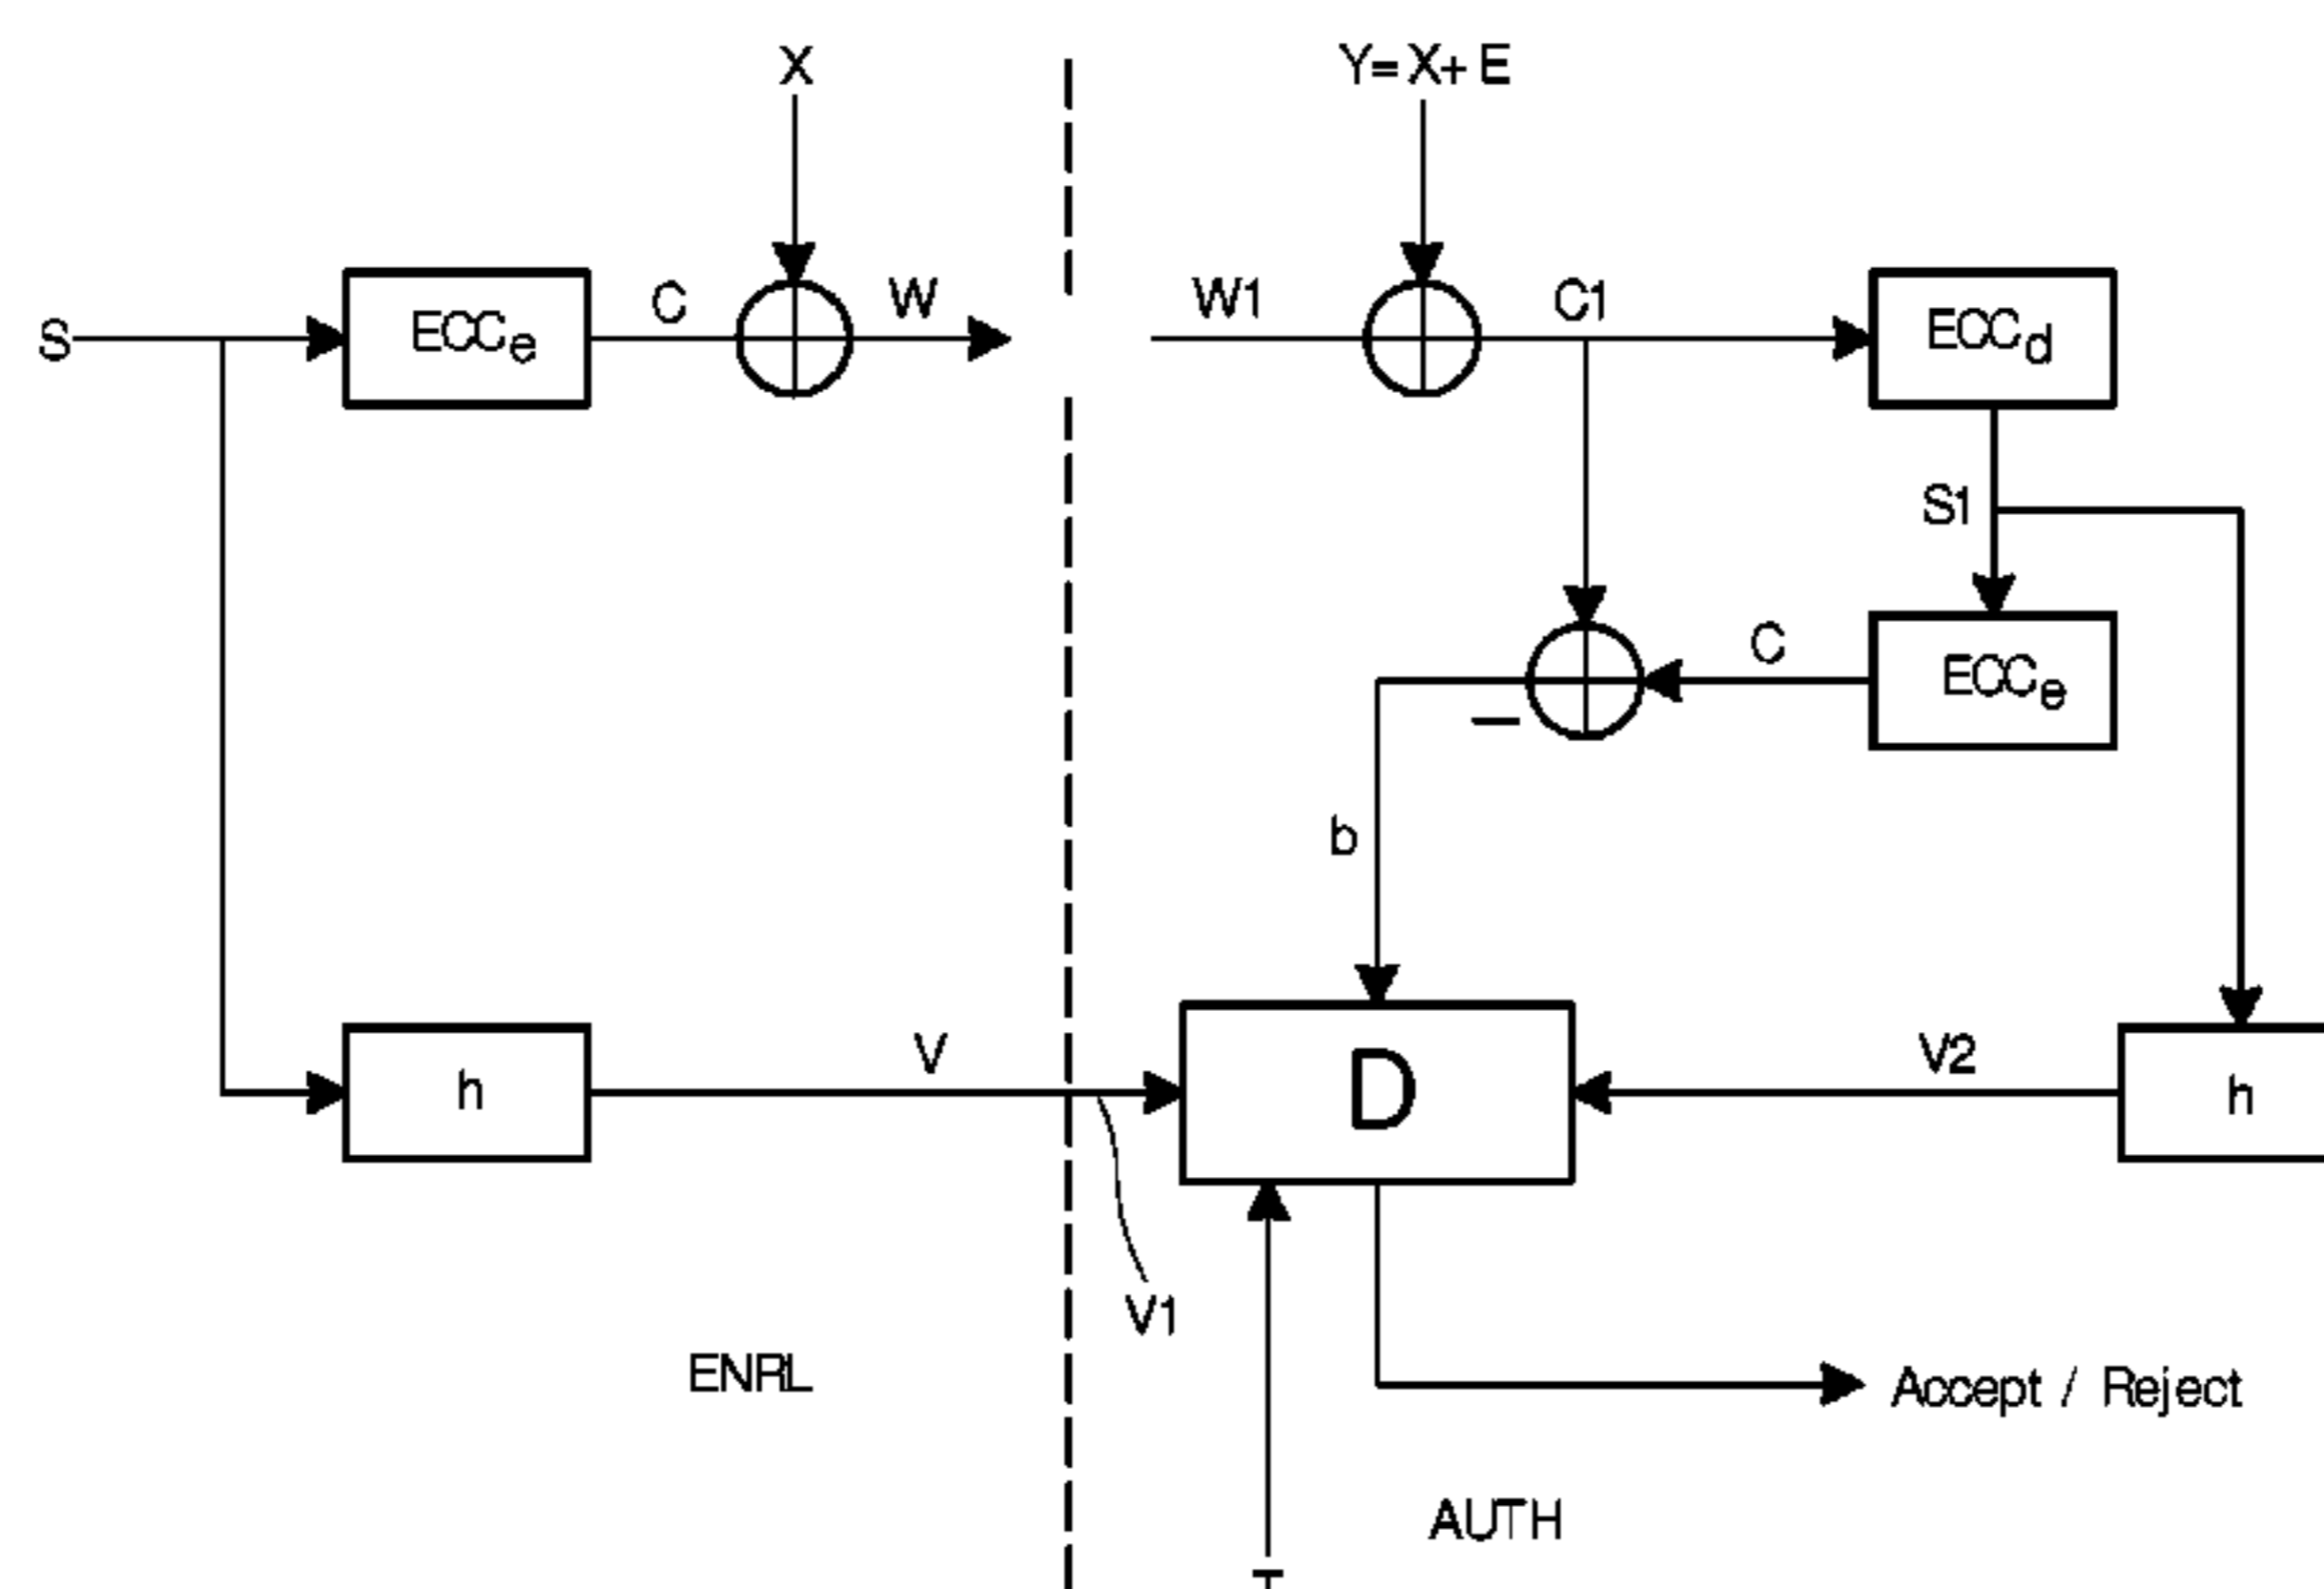 X
Y= X+ E
S
ECCe
C
W
W1
C1
ECCd
S1
C
ECCe
b
h
V
D
V2
h
V1
ENRL
Accept / Reject
AUTH